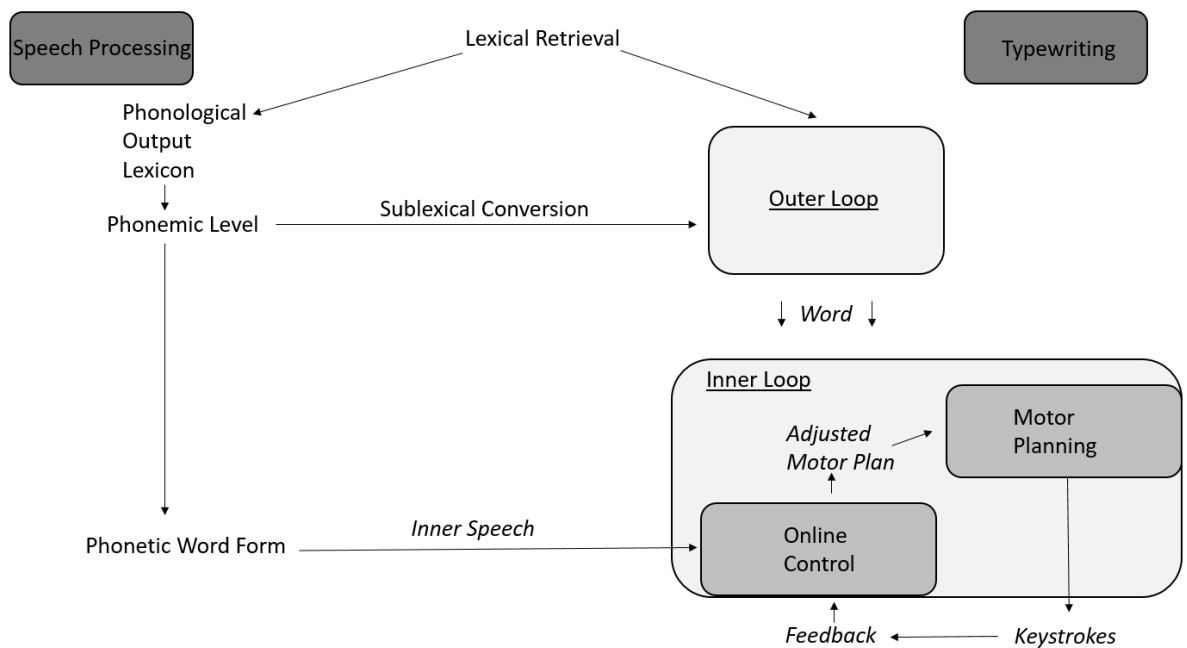 Speech Processing
Lexical Retrieval
Typewriting
Phonological
Output
Lexicon
Phonemic Level
Sublexical Conversion
Outer Loop
Word
Inner Loop
Motor
Planning
Adjusted
Motor Plan
Phonetic Word Form
Inner Speech
Online
Control
Feedback
Keystrokes